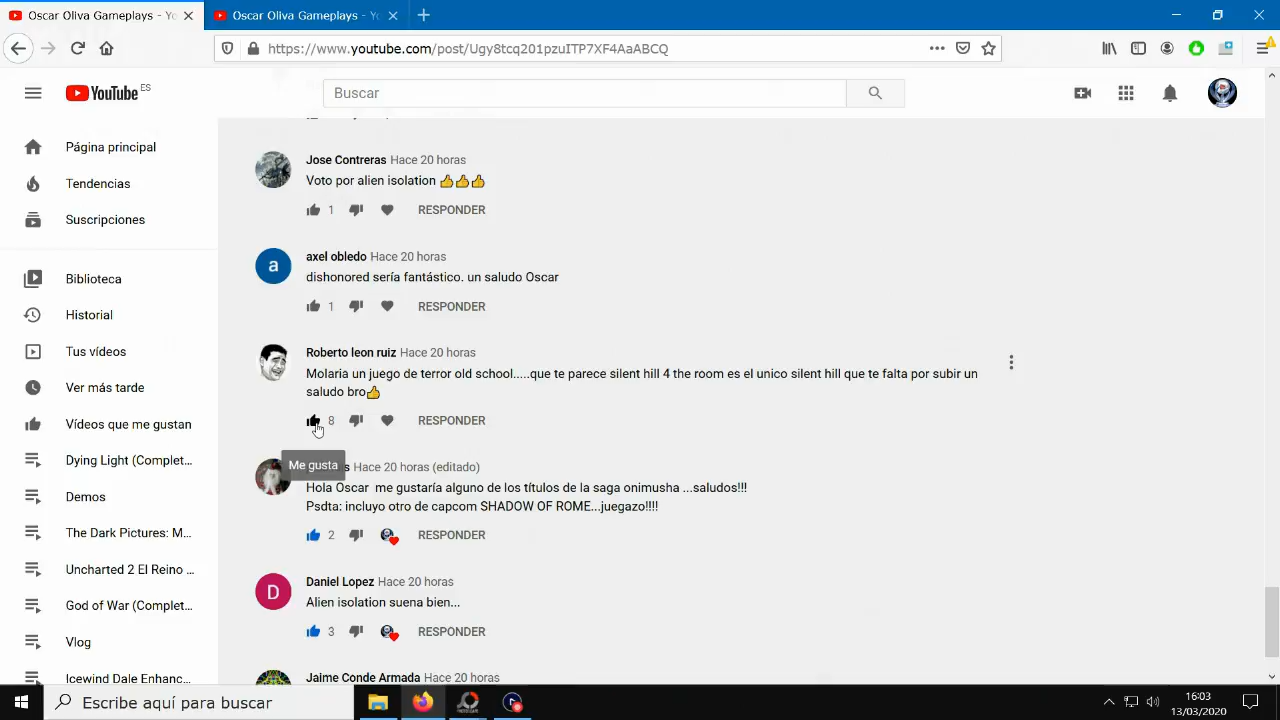 Oscar Oliva Gameplays - Yo
Oscar Oliva Gameplays - Yo
https://www.youtube.com/post/Ugy8tcq201pzuITP7XF4AaABCQ
YouTube ES
Buscar
Página principal
Tendencias
Suscripciones
Biblioteca
Historial
Tus vídeos
Ver más tarde
Vídeos que me gustan
Dying Light (Complet...
Demos
The Dark Pictures: M...
Uncharted 2 El Reino ...
God of War (Complet...
Vlog
Icewind Dale Enhanc...
Jose Contreras Hace 20 horas
Voto por alien isolation 👍👍👍
1 RESPONDER
axel obledo Hace 20 horas
dishonored sería fantástico. un saludo Oscar
1 RESPONDER
Roberto leon ruiz Hace 20 horas
Molaria un juego de terror old school.....que te parece silent hill 4 the room es el unico silent hill que te falta por subir un
saludo bro👍
8 RESPONDER
Me gusta
Hace 20 horas (editado)
Hola Oscar me gustaría alguno de los títulos de la saga onimusha ...saludos!!!
Psdta: incluyo otro de capcom SHADOW OF ROME...juegazo!!!!
2 RESPONDER
D
Daniel Lopez Hace 20 horas
Alien isolation suena bien...
3 RESPONDER
Jaime Conde Armada Hace 20 horas
Escribe aquí para buscar
16:03
13/03/2020